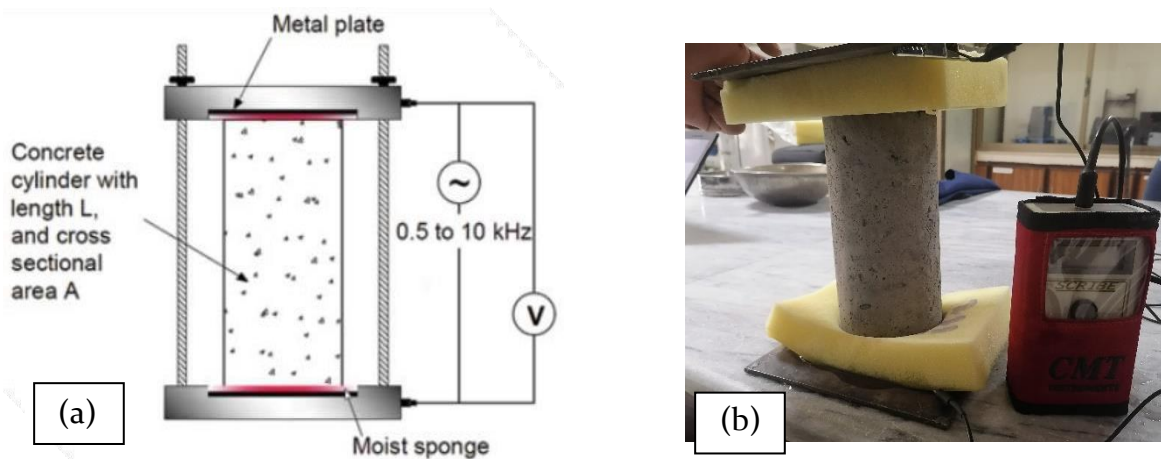 Metal plate
Concrete
cylinder with
length L,
and cross
sectional
area A
~
0.5 to 10 kHz
V
Moist sponge
(a)
SCRIBE
CMT
INSTRUMENTS
(b)